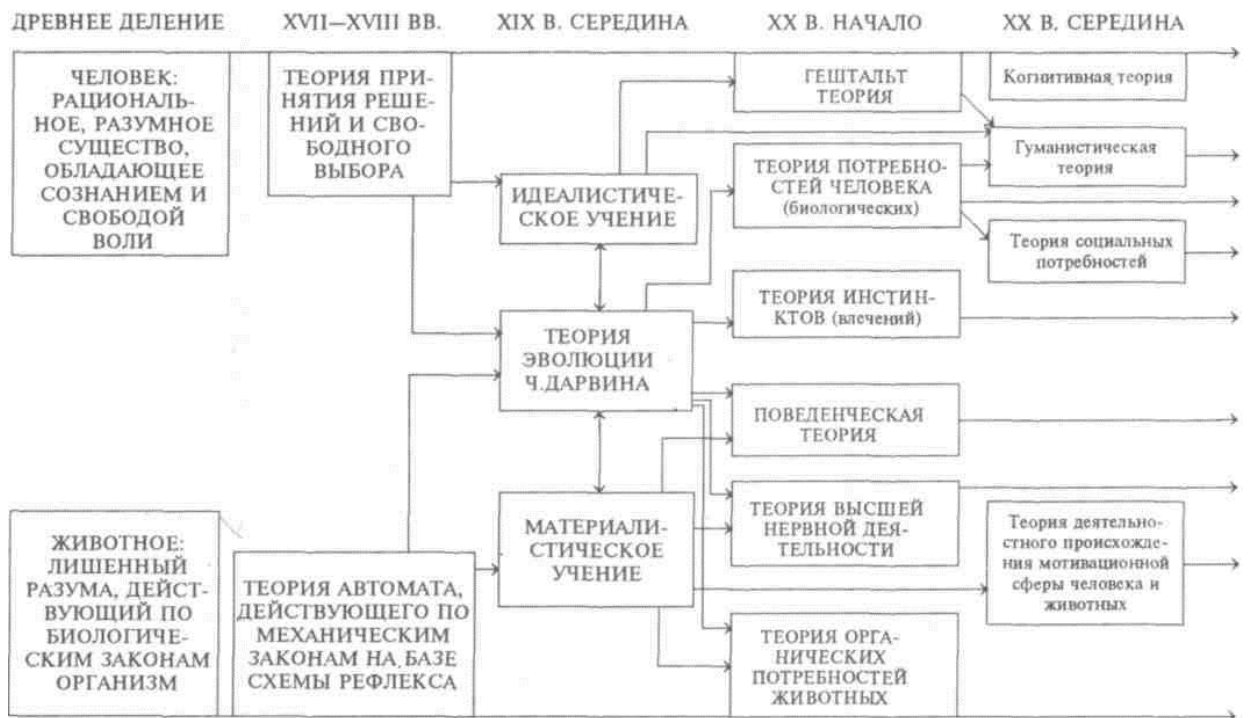 ДРЕВНЕЕ ДЕЛЕНИЕ
XVII—XVIII ВВ.
XIX В. СЕРЕДИНА
XX В. НАЧАЛО
XX В. СЕРЕДИНА
ЧЕЛОВЕК:
РАЦИОНАЛЬ-
НОЕ, РАЗУМНОЕ
СУЩЕСТВО,
ОБЛАДАЮЩЕЕ
СОЗНАНИЕМ И
СВОБОДОЙ
ВОЛИ
ЖИВОТНОЕ:
ЛИШЕННЫЙ
РАЗУМА, ДЕЙСТ-
ВУЮЩИЙ ПО
БИОЛОГИЧЕ-
СКИМ ЗАКОНАМ
ОРГАНИЗМ
ТЕОРИЯ ПРИ-
НЯТИЯ РЕШЕ-
НИЙ И СВО-
БОДНОГО
ВЫБОРА
ТЕОРИЯ АВТОМАТА,
ДЕЙСТВУЮЩЕГО ПО
МЕХАНИЧЕСКИМ
ЗАКОНАМ НА БАЗЕ
СХЕМЫ РЕФЛЕКСА
ИДЕАЛИСТИЧЕ-
СКОЕ УЧЕНИЕ
ТЕОРИЯ
ЭВОЛЮЦИИ
Ч.ДАРВИНА
МАТЕРИАЛИ-
СТИЧЕСКОЕ
УЧЕНИЕ
ГЕШТАЛЬТ
ТЕОРИЯ
ТЕОРИЯ ПОТРЕБНО-
СТЕЙ ЧЕЛОВЕКА
(биологических)
ТЕОРИЯ ИНСТИН-
КТОВ (влечений)
ПОВЕДЕНЧЕСКАЯ
ТЕОРИЯ
ТЕОРИЯ ВЫСШЕЙ
НЕРВНОЙ ДЕЯ-
ТЕЛЬНОСТИ
ТЕОРИЯ ОРГА-
НИЧЕСКИХ
ПОТРЕБНОСТЕЙ
ЖИВОТНЫХ
Когнитивная теория
Гуманистическая
теория
Теория социальных
потребностей
Теория деятельно-
стного происхожде-
ния мотивационной
сферы человека и
животных